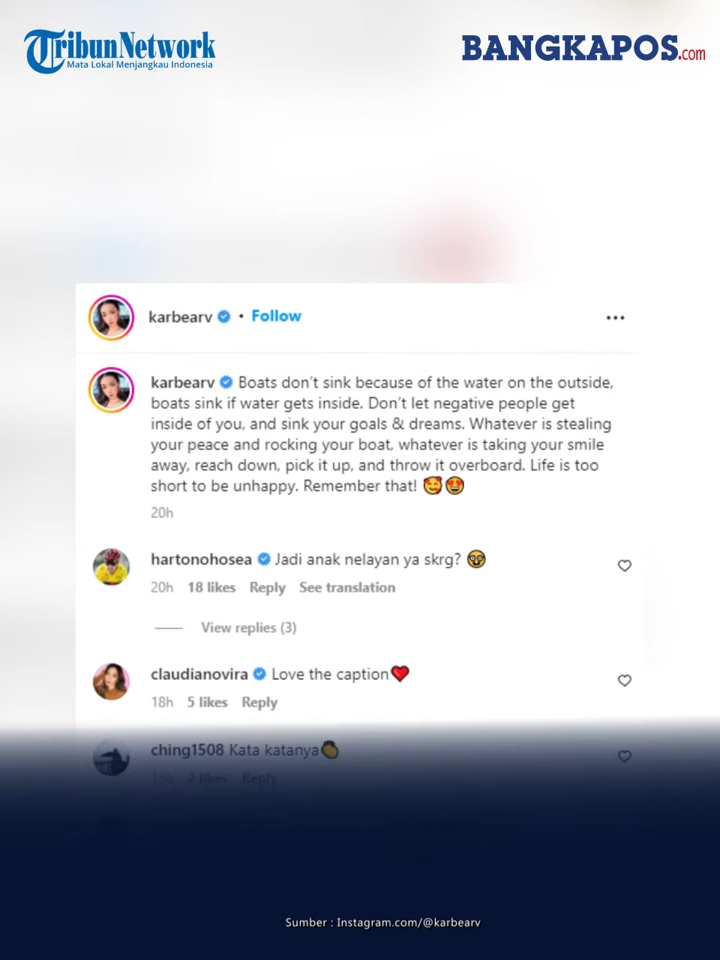 TribunNetwork
Mata Lokal Menjangkau Indonesia
BANGKAPOS.com
karbearv • Follow
karbearv Boats don't sink because of the water on the outside,
boats sink if water gets inside. Don't let negative people get
inside of you, and sink your goals & dreams. Whatever is stealing
your peace and rocking your boat, whatever is taking your smile
away, reach down, pick it up, and throw it overboard. Life is too
short to be unhappy. Remember that! 🥰🤩
20h
hartonohosea Jadi anak nelayan ya skrg? 🤓
20h 18 likes Reply See translation
View replies (3)
claudianovira Love the caption❤️
18h 5 likes Reply
ching1508 Kata katanya👏
15h 2 likes Reply
Sumber : Instagram.com/@karbearv